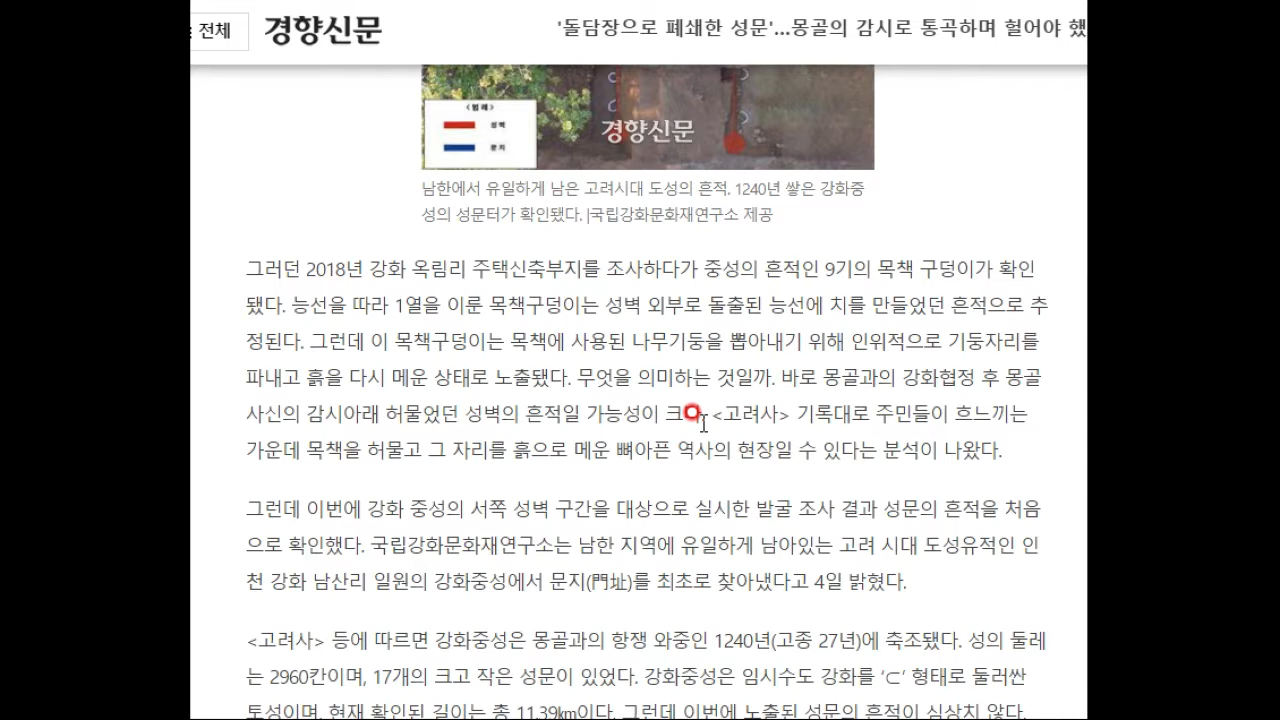 전체
경향신문
'돌담장으로 폐쇄한 성문'...몽골의 감시로 통곡하며 헐어야 했
<범례>
성벽
문지
경향신문
남한에서 유일하게 남은 고려시대 도성의 흔적. 1240년 쌓은 강화중
성의 성문터가 확인됐다. |국립강화문화재연구소 제공
그러던 2018년 강화 옥림리 주택신축부지를 조사하다가 중성의 흔적인 9기의 목책 구덩이가 확인
됐다. 능선을 따라 1열을 이룬 목책구덩이는 성벽 외부로 돌출된 능선에 치를 만들었던 흔적으로 추
정된다. 그런데 이 목책구덩이는 목책에 사용된 나무기둥을 뽑아내기 위해 인위적으로 기둥자리를
파내고 흙을 다시 메운 상태로 노출됐다. 무엇을 의미하는 것일까. 바로 몽골과의 강화협정 후 몽골
사신의 감시아래 허물었던 성벽의 흔적일 가능성이 크 <고려사> 기록대로 주민들이 흐느끼는
가운데 목책을 허물고 그 자리를 흙으로 메운 뼈아픈 역사의 현장일 수 있다는 분석이 나왔다.
그런데 이번에 강화 중성의 서쪽 성벽 구간을 대상으로 실시한 발굴 조사 결과 성문의 흔적을 처음
으로 확인했다. 국립강화문화재연구소는 남한 지역에 유일하게 남아있는 고려 시대 도성유적인 인
천 강화 남산리 일원의 강화중성에서 문지(門址)를 최초로 찾아냈다고 4일 밝혔다.
<고려사> 등에 따르면 강화중성은 몽골과의 항쟁 와중인 1240년(고종 27년)에 축조됐다. 성의 둘레
는 2960칸이며, 17개의 크고 작은 성문이 있었다. 강화중성은 임시수도 강화를 ‘⊂’ 형태로 둘러싼
토성이며, 현재 확인된 길이는 총 11.39㎞이다. 그런데 이번에 노출된 성문의 흔적이 심상치 않다.